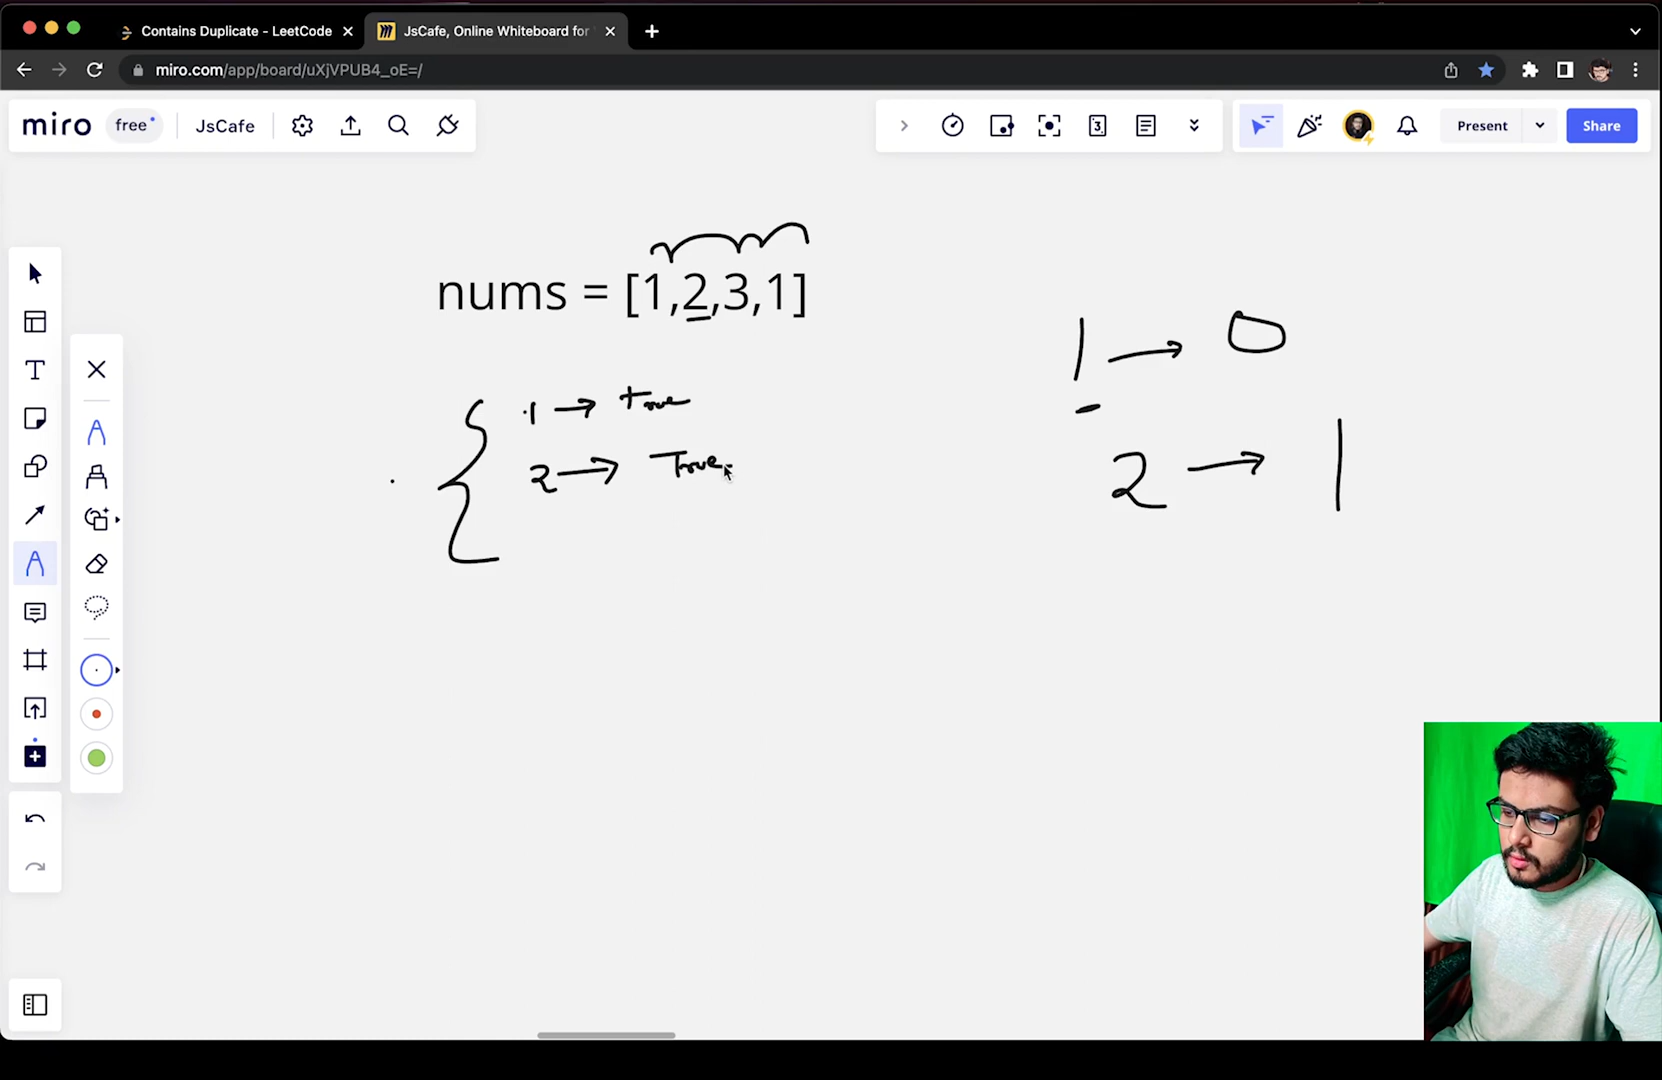 Contains Duplicate - LeetCode
JsCafe, Online Whiteboard for
miro.com/app/board/uXjVPUB4_oE=/
miro
free
JsCafe
3
Present
Share
nums = [1,2,3,1]
1 → 0
1 → true
2 → True
2 → 1
T